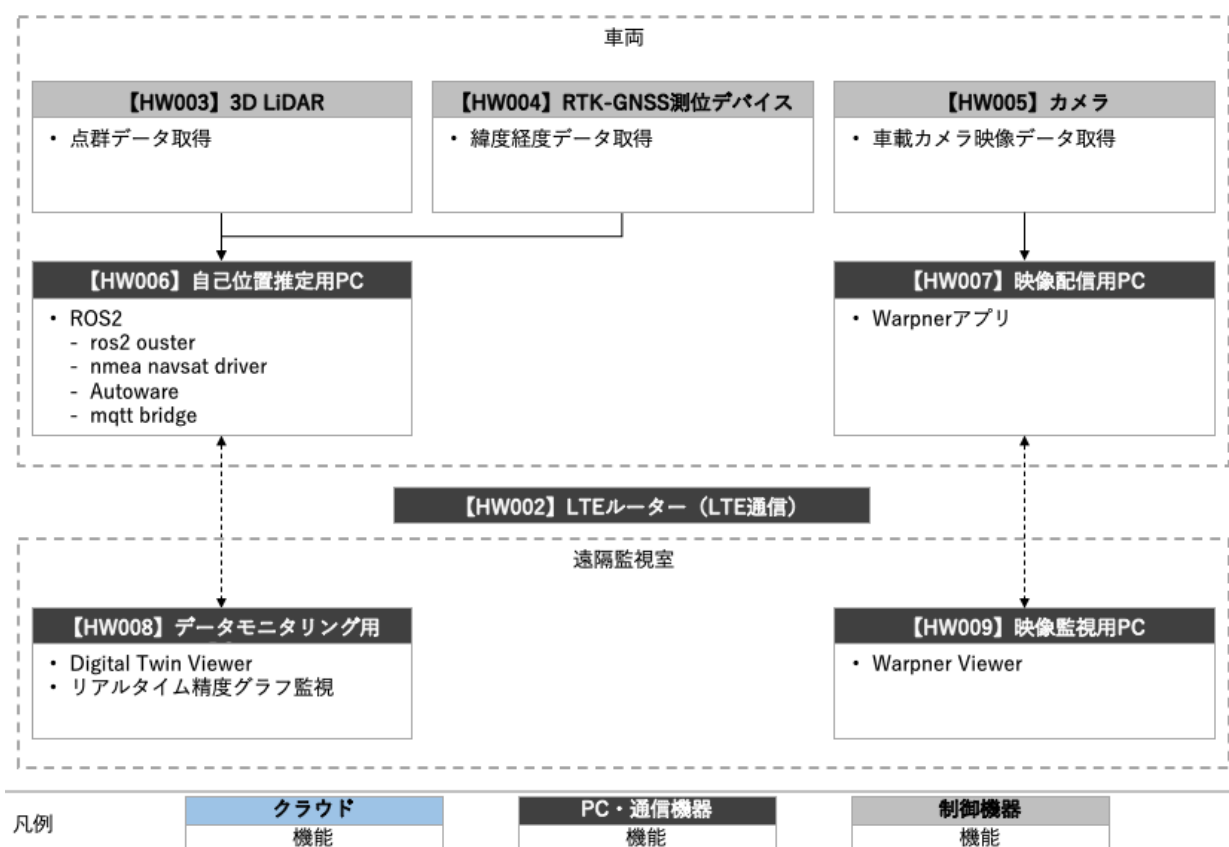 車両
【HW003】3D LiDAR
• 点群データ取得
【HW004】RTK-GNSS測位デバイス
• 緯度経度データ取得
【HW005】カメラ
• 車載カメラ映像データ取得
【HW006】自己位置推定用PC
• ROS2
- ros2 ouster
- nmea navsat driver
- Autoware
- mqtt bridge
【HW007】映像配信用PC
• Warpnerアプリ
【HW002】LTEルーター（LTE通信）
遠隔監視室
【HW008】データモニタリング用
• Digital Twin Viewer
• リアルタイム精度グラフ監視
【HW009】映像監視用PC
• Warpner Viewer
凡例
クラウド
機能
PC・通信機器
機能
制御機器
機能